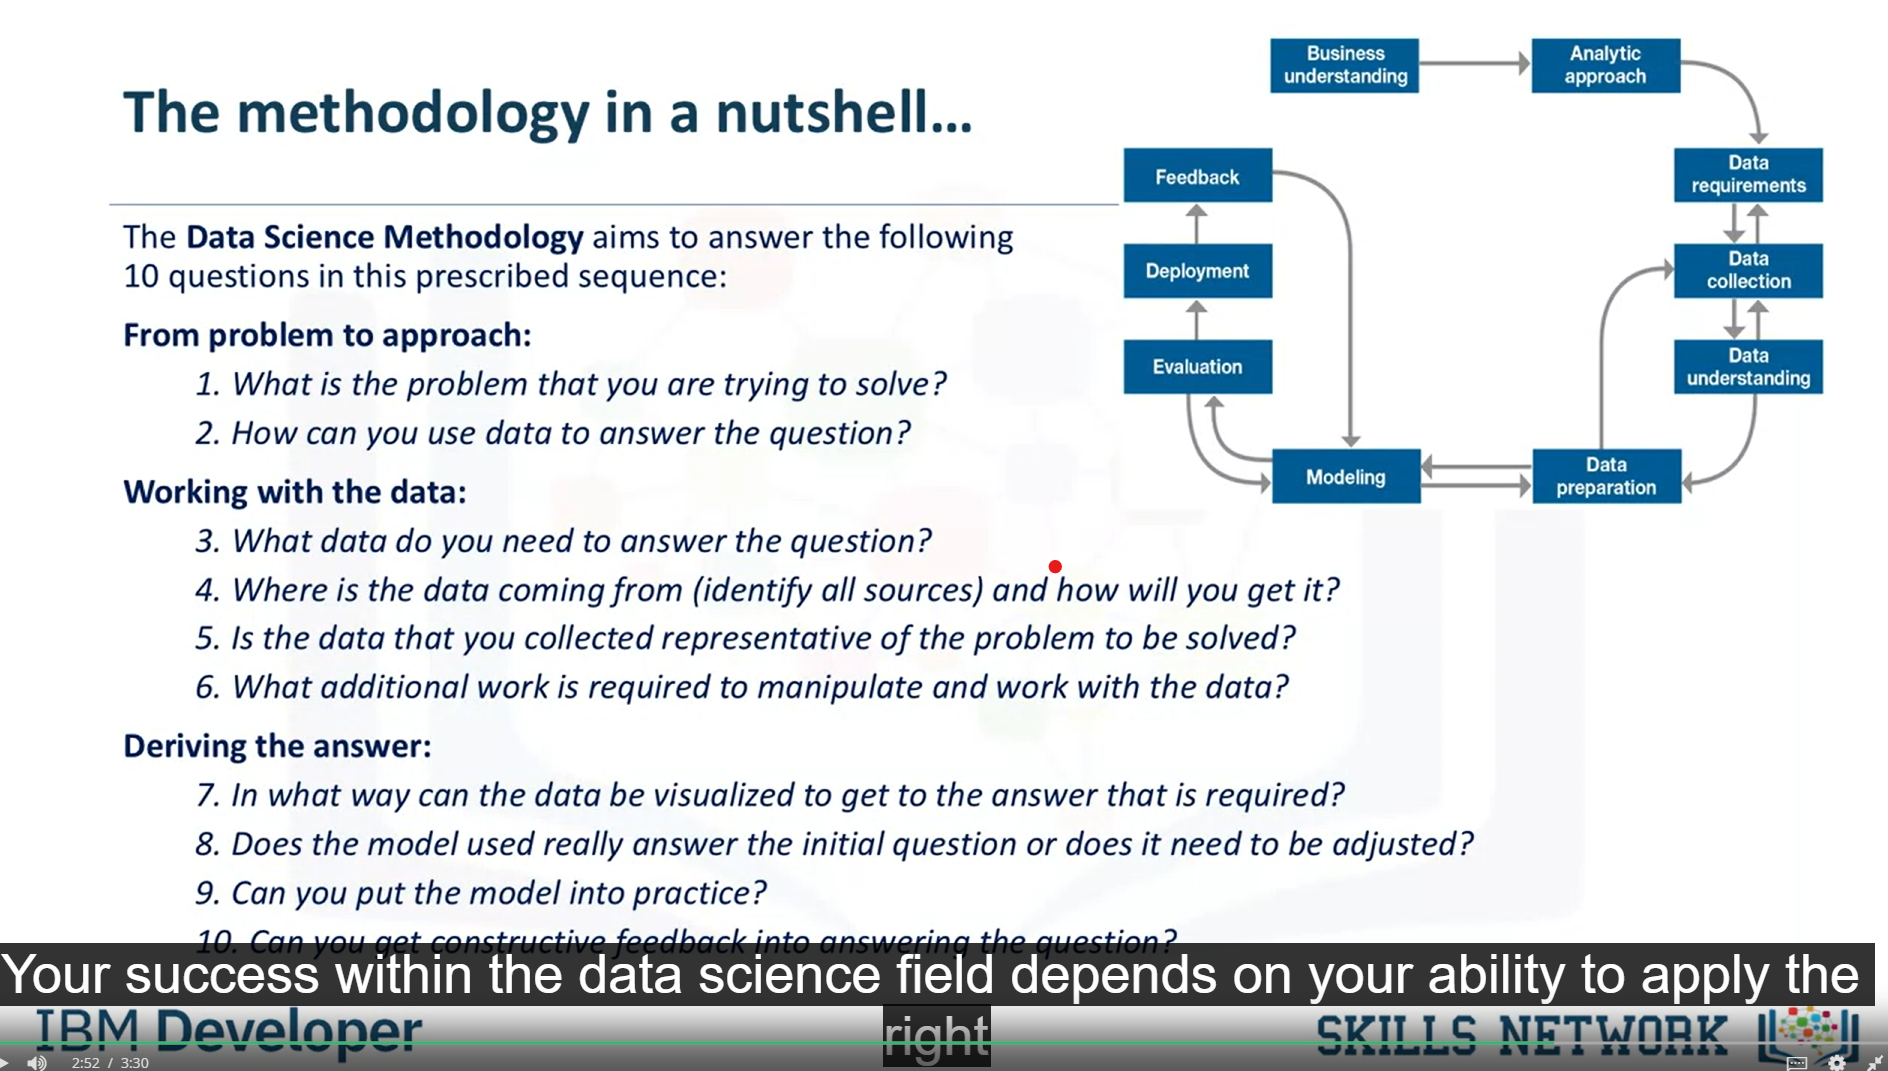 The methodology in a nutshell...
The Data Science Methodology aims to answer the following
10 questions in this prescribed sequence:
From problem to approach:
1. What is the problem that you are trying to solve?
2. How can you use data to answer the question?
Working with the data:
3. What data do you need to answer the question?
4. Where is the data coming from (identify all sources) and how will you get it?
5. Is the data that you collected representative of the problem to be solved?
6. What additional work is required to manipulate and work with the data?
Deriving the answer:
7. In what way can the data be visualized to get to the answer that is required?
8. Does the model used really answer the initial question or does it need to be adjusted?
9. Can you put the model into practice?
10. Can you get constructive feedback into answering the question?
Business
understanding
Analytic
approach
Data
requirements
Data
collection
Data
understanding
Data
preparation
Modeling
Evaluation
Deployment
Feedback
Your success within the data science field depends on your ability to apply the
right
IBM Developer
SKILLS NETWORK
2:52 / 3:30